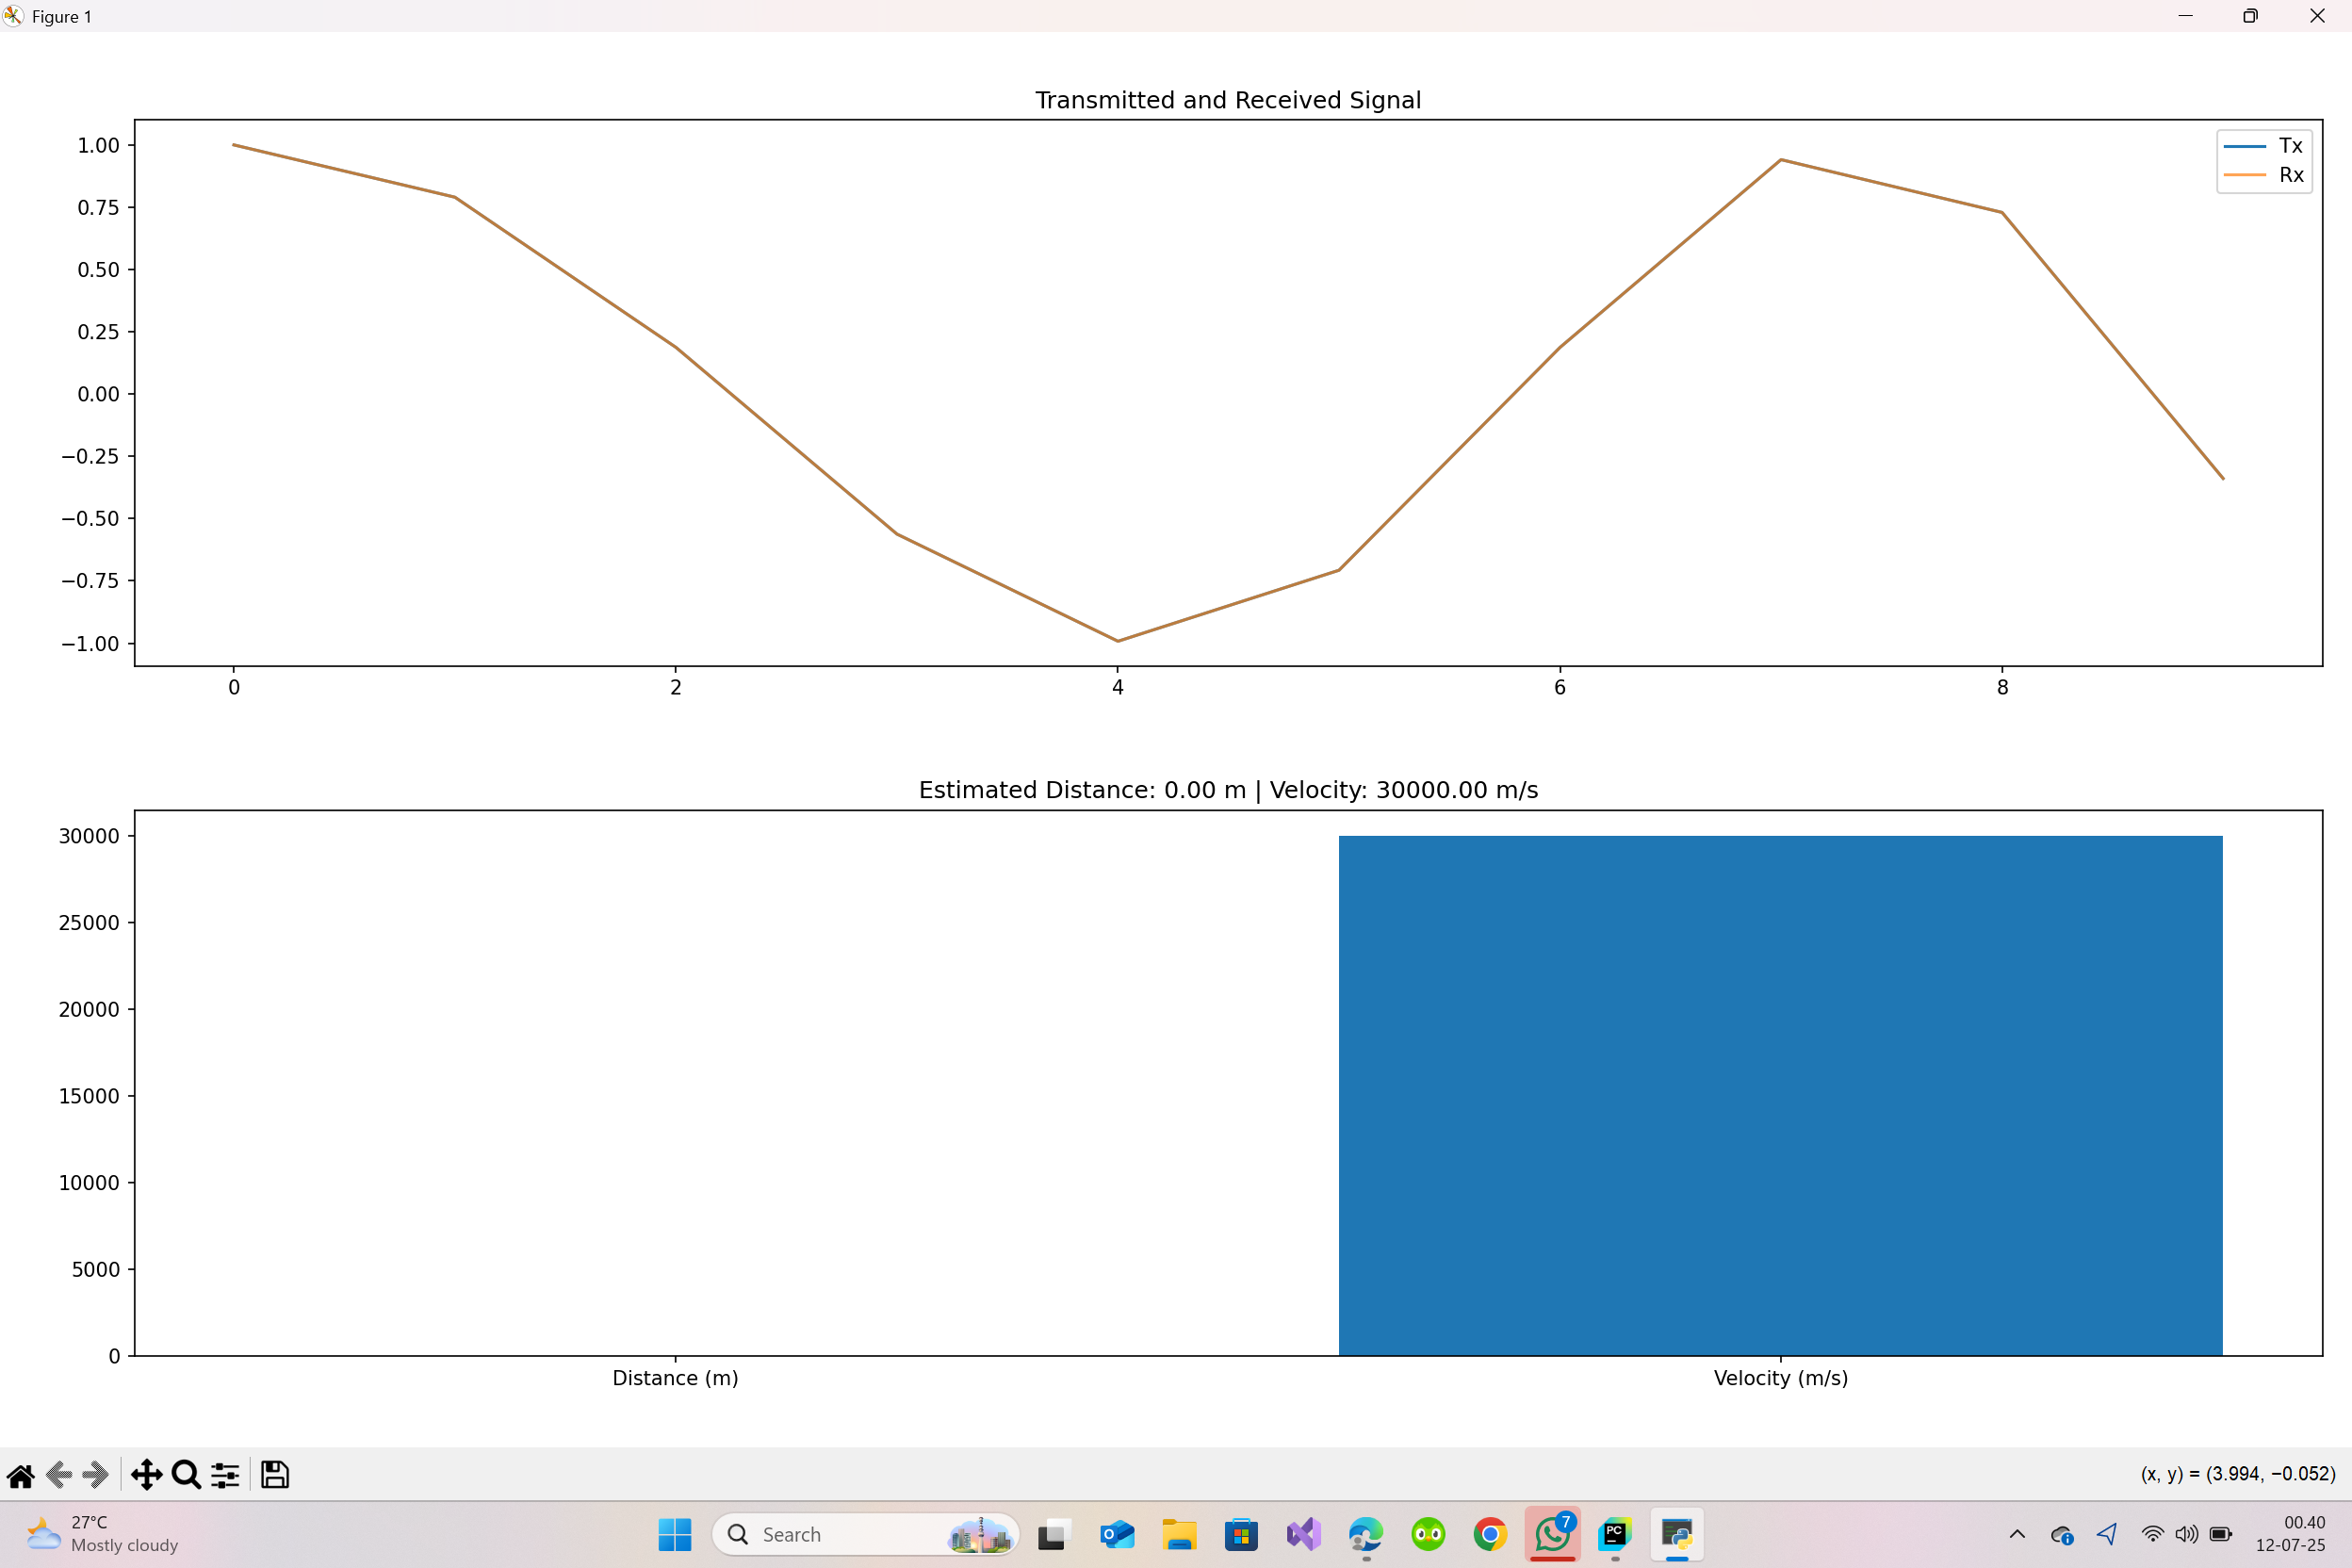 Figure 1
Transmitted and Received Signal
1.00
0.75
0.50
0.25
0.00
−0.25
−0.50
−0.75
−1.00
Tx
Rx
0 2 4 6 8
Estimated Distance: 0.00 m | Velocity: 30000.00 m/s
30000
25000
20000
15000
10000
5000
0
Distance (m) Velocity (m/s)
(x, y) = (3.994, −0.052)
27°C
Mostly cloudy
Search
7
PC
00.40
12-07-25